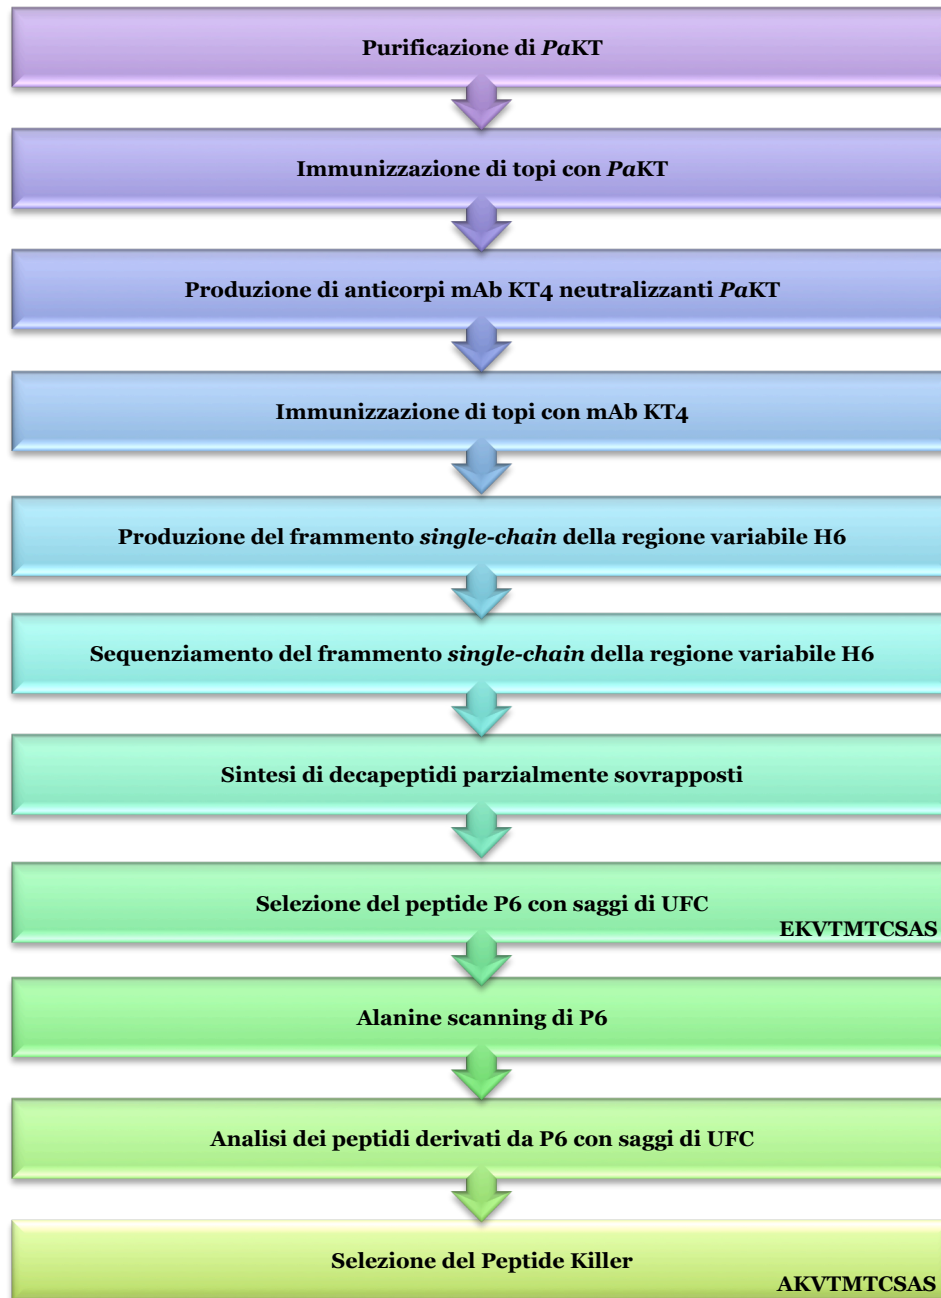 Purificazione di PaKT
Immunizzazione di topi con PaKT
Produzione di anticorpi mAb KT4 neutralizzanti PaKT
Immunizzazione di topi con mAb KT4
Produzione del frammento single-chain della regione variabile H6
Sequenziamento del frammento single-chain della regione variabile H6
Sintesi di decapeptidi parzialmente sovrapposti
Selezione del peptide P6 con saggi di UFC
EKVTMTCSAS
Alanine scanning di P6
Analisi dei peptidi derivati da P6 con saggi di UFC
Selezione del Peptide Killer
AKVTMTCSAS